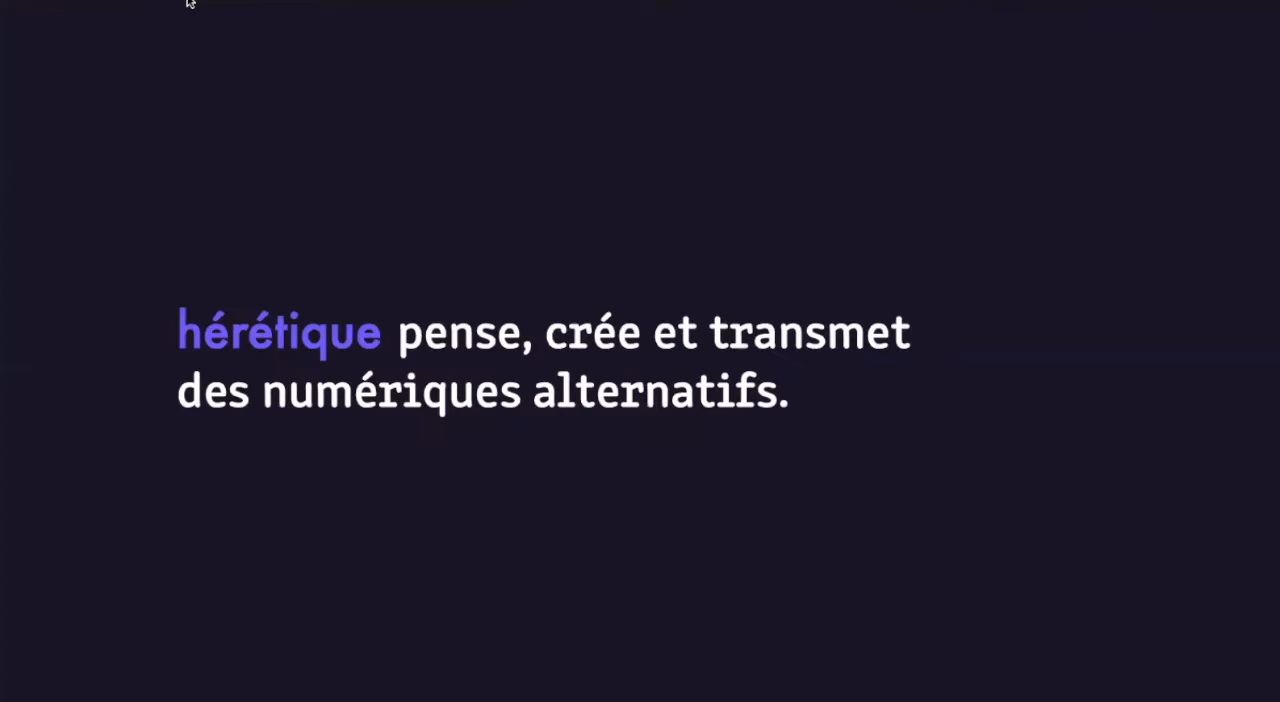 hérétique pense, crée et transmet
des numériques alternatifs.